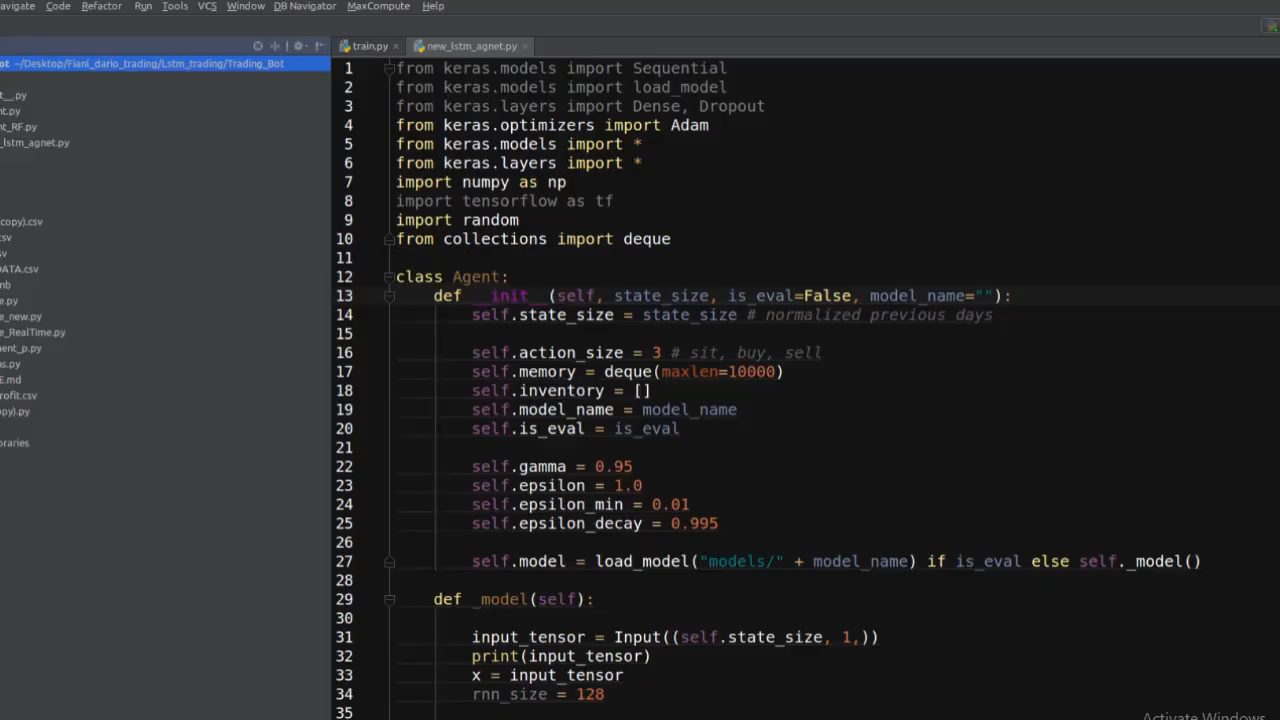 avigate Code Refactor Run Tools VCS Window DB Navigator MaxCompute Help
ot ~/Desktop/Fianl_dario_trading/Lstm_trading/Trading_Bot
t__.py
nt.py
nt_RF.py
_lstm_agnet.py
copy).csv
csv
sv
DATA.csv
nb
e.py
e_new.py
e_RealTime.py
ment_p.py
ns.py
E.md
rofit.csv
opy).py
braries
train.py
new_lstm_agnet.py
1 from keras.models import Sequential
2 from keras.models import load_model
3 from keras.layers import Dense, Dropout
4 from keras.optimizers import Adam
5 from keras.models import *
6 from keras.layers import *
7 import numpy as np
8 import tensorflow as tf
9 import random
10 from collections import deque
11
12 class Agent:
13 def __init__(self, state_size, is_eval=False, model_name=""):
14 self.state_size = state_size # normalized previous days
15
16 self.action_size = 3 # sit, buy, sell
17 self.memory = deque(maxlen=10000)
18 self.inventory = []
19 self.model_name = model_name
20 self.is_eval = is_eval
21
22 self.gamma = 0.95
23 self.epsilon = 1.0
24 self.epsilon_min = 0.01
25 self.epsilon_decay = 0.995
26
27 self.model = load_model("models/" + model_name) if is_eval else self._model()
28
29 def _model(self):
30
31 input_tensor = Input((self.state_size, 1,))
32 print(input_tensor)
33 x = input_tensor
34 rnn_size = 128
35
Activate Windows